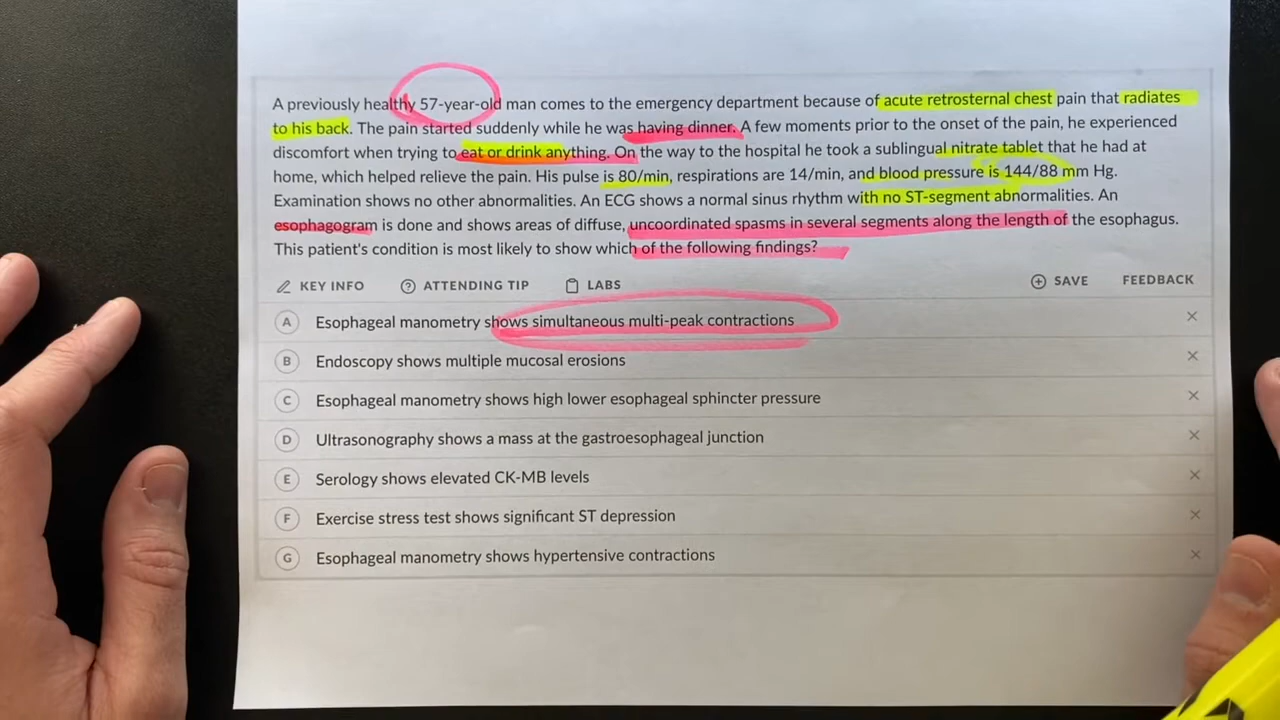 A previously healthy 57-year-old man comes to the emergency department because of acute retrosternal chest pain that radiates
to his back. The pain started suddenly while he was having dinner. A few moments prior to the onset of the pain, he experienced
discomfort when trying to eat or drink anything. On the way to the hospital he took a sublingual nitrate tablet that he had at
home, which helped relieve the pain. His pulse is 80/min, respirations are 14/min, and blood pressure is 144/88 mm Hg.
Examination shows no other abnormalities. An ECG shows a normal sinus rhythm with no ST-segment abnormalities. An
esophagogram is done and shows areas of diffuse, uncoordinated spasms in several segments along the length of the esophagus.
This patient's condition is most likely to show which of the following findings?
KEY INFO ATTENDING TIP LABS SAVE FEEDBACK
A Esophageal manometry shows simultaneous multi-peak contractions
B Endoscopy shows multiple mucosal erosions
C Esophageal manometry shows high lower esophageal sphincter pressure
D Ultrasonography shows a mass at the gastroesophageal junction
E Serology shows elevated CK-MB levels
F Exercise stress test shows significant ST depression
G Esophageal manometry shows hypertensive contractions